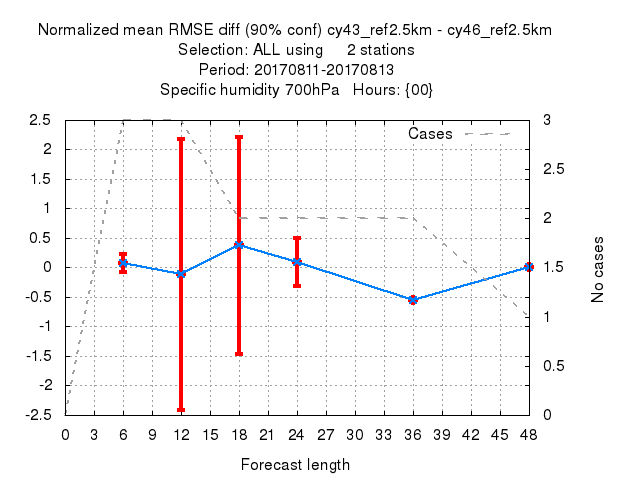 Normalized mean RMSE diff (90% conf) cy43_ref2.5km - cy46_ref2.5km
Selection: ALL using 2 stations
Period: 20170811-20170813
Specific humidity 700hPa Hours: {00}
Cases
2.5
2
1.5
1
0.5
0
-0.5
-1
-1.5
-2
-2.5
3
2.5
2
1.5
1
0.5
0
No cases
0 3 6 9 12 15 18 21 24 27 30 33 36 39 42 45 48
Forecast length